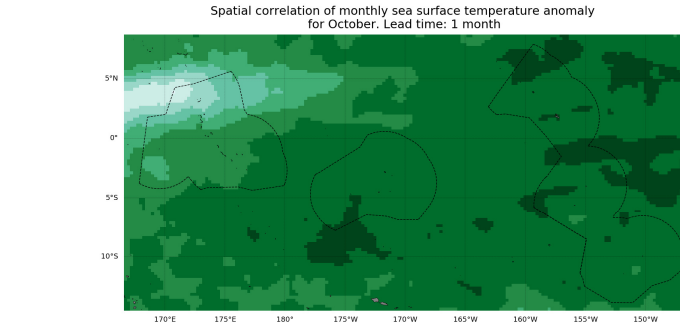 Spatial correlation of monthly sea surface temperature anomaly
for October. Lead time: 1 month
5°N
0°
5°S
10°S
170°E 175°E 180° 175°W 170°W 165°W 160°W 155°W 150°W